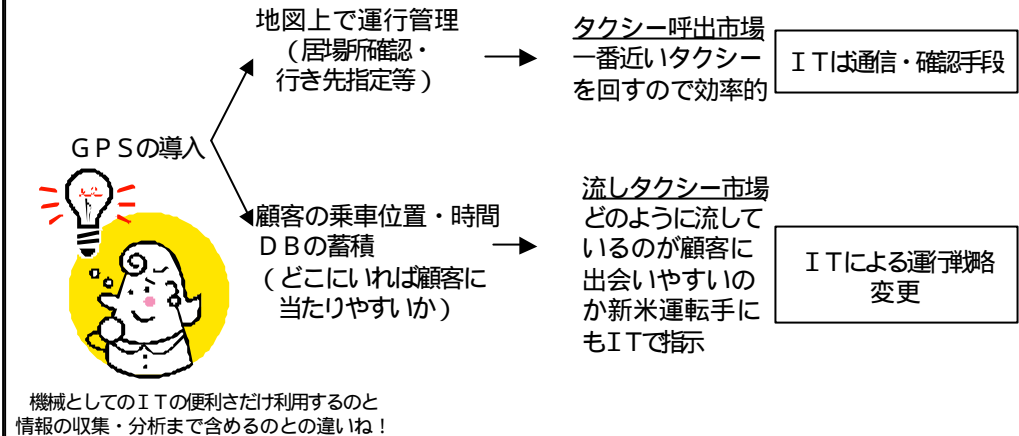 地図上で運行管理
(居場所確認・
行き先指定等)
タクシー呼出市場
一番近いタクシー
を回すので効率的
ITは通信・確認手段
GPSの導入
顧客の乗車位置・時間
DBの蓄積
(どこにいれば顧客に
当たりやすいか)
流しタクシー市場
どのように流して
いるのが顧客に
出会いやすいの
か新米運転手に
もITで指示
ITによる運行戦略
変更
機械としてのITの便利さだけ利用するのと
情報の収集・分析まで含めるのとの違いね!